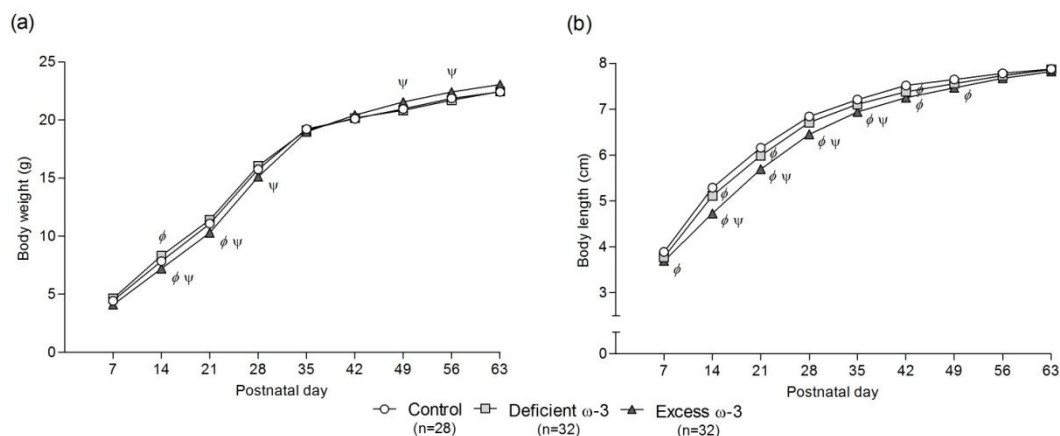 (a)
25
20
15
10
5
0
Body weight (g)
ϕ
ϕ ψ
ϕ ψ
ψ
ψ
ψ
7 14 21 28 35 42 49 56 63
Postnatal day
(b)
8
7
6
5
4
3
0
Body length (cm)
ϕ
ϕ
ϕ ψ
ϕ
ϕ ψ
ϕ ψ
ϕ ψ
ϕ
ϕ
ϕ
7 14 21 28 35 42 49 56 63
Postnatal day
Control Deficient ω-3 Excess ω-3
(n=28) (n=32) (n=32)